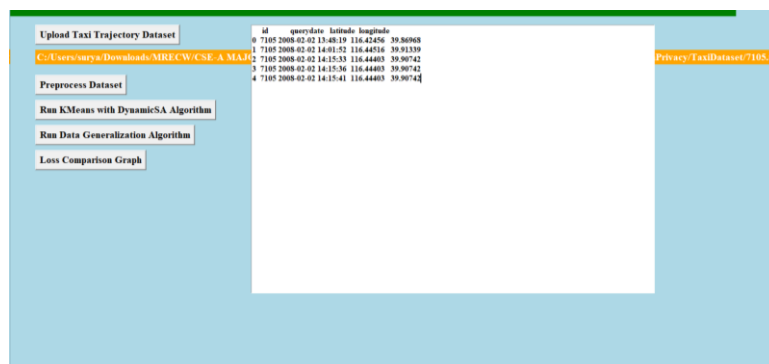 Upload Taxi Trajectory Dataset
C:/Users/surya/Downloads/MRECW/CSE-A MAJO
Privacy/TaxiDataset/7105.
Preprocess Dataset
Run KMeans with DynamicSA Algorithm
Run Data Generalization Algorithm
Loss Comparison Graph
id querydate latitude longitude
0 7105 2008-02-02 13:48:19 116.42456 39.86968
1 7105 2008-02-02 14:01:52 116.44516 39.91339
2 7105 2008-02-02 14:15:33 116.44403 39.90742
3 7105 2008-02-02 14:15:36 116.44403 39.90742
4 7105 2008-02-02 14:15:41 116.44403 39.90742